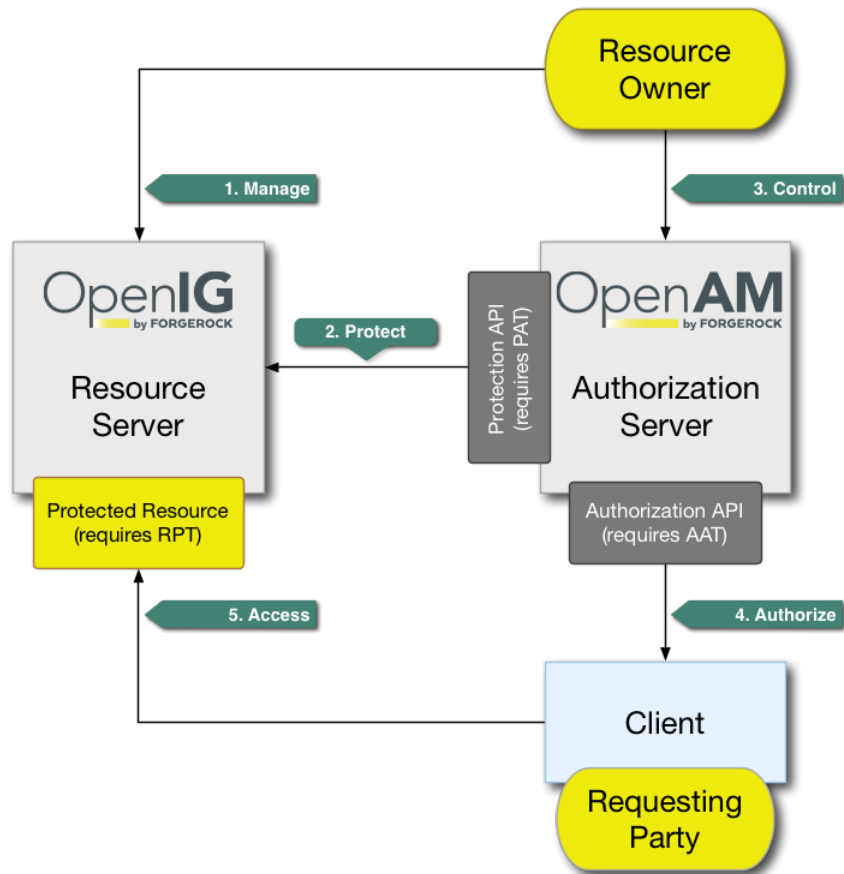 Resource
Owner
1. Manage
3. Control
OpenIG
by FORGEROCK
Resource
Server
2. Protect
Protection API
(requires PAT)
OpenAM
by FORGEROCK
Authorization
Server
Protected Resource
(requires RPT)
Authorization API
(requires AAT)
5. Access
4. Authorize
Client
Requesting
Party